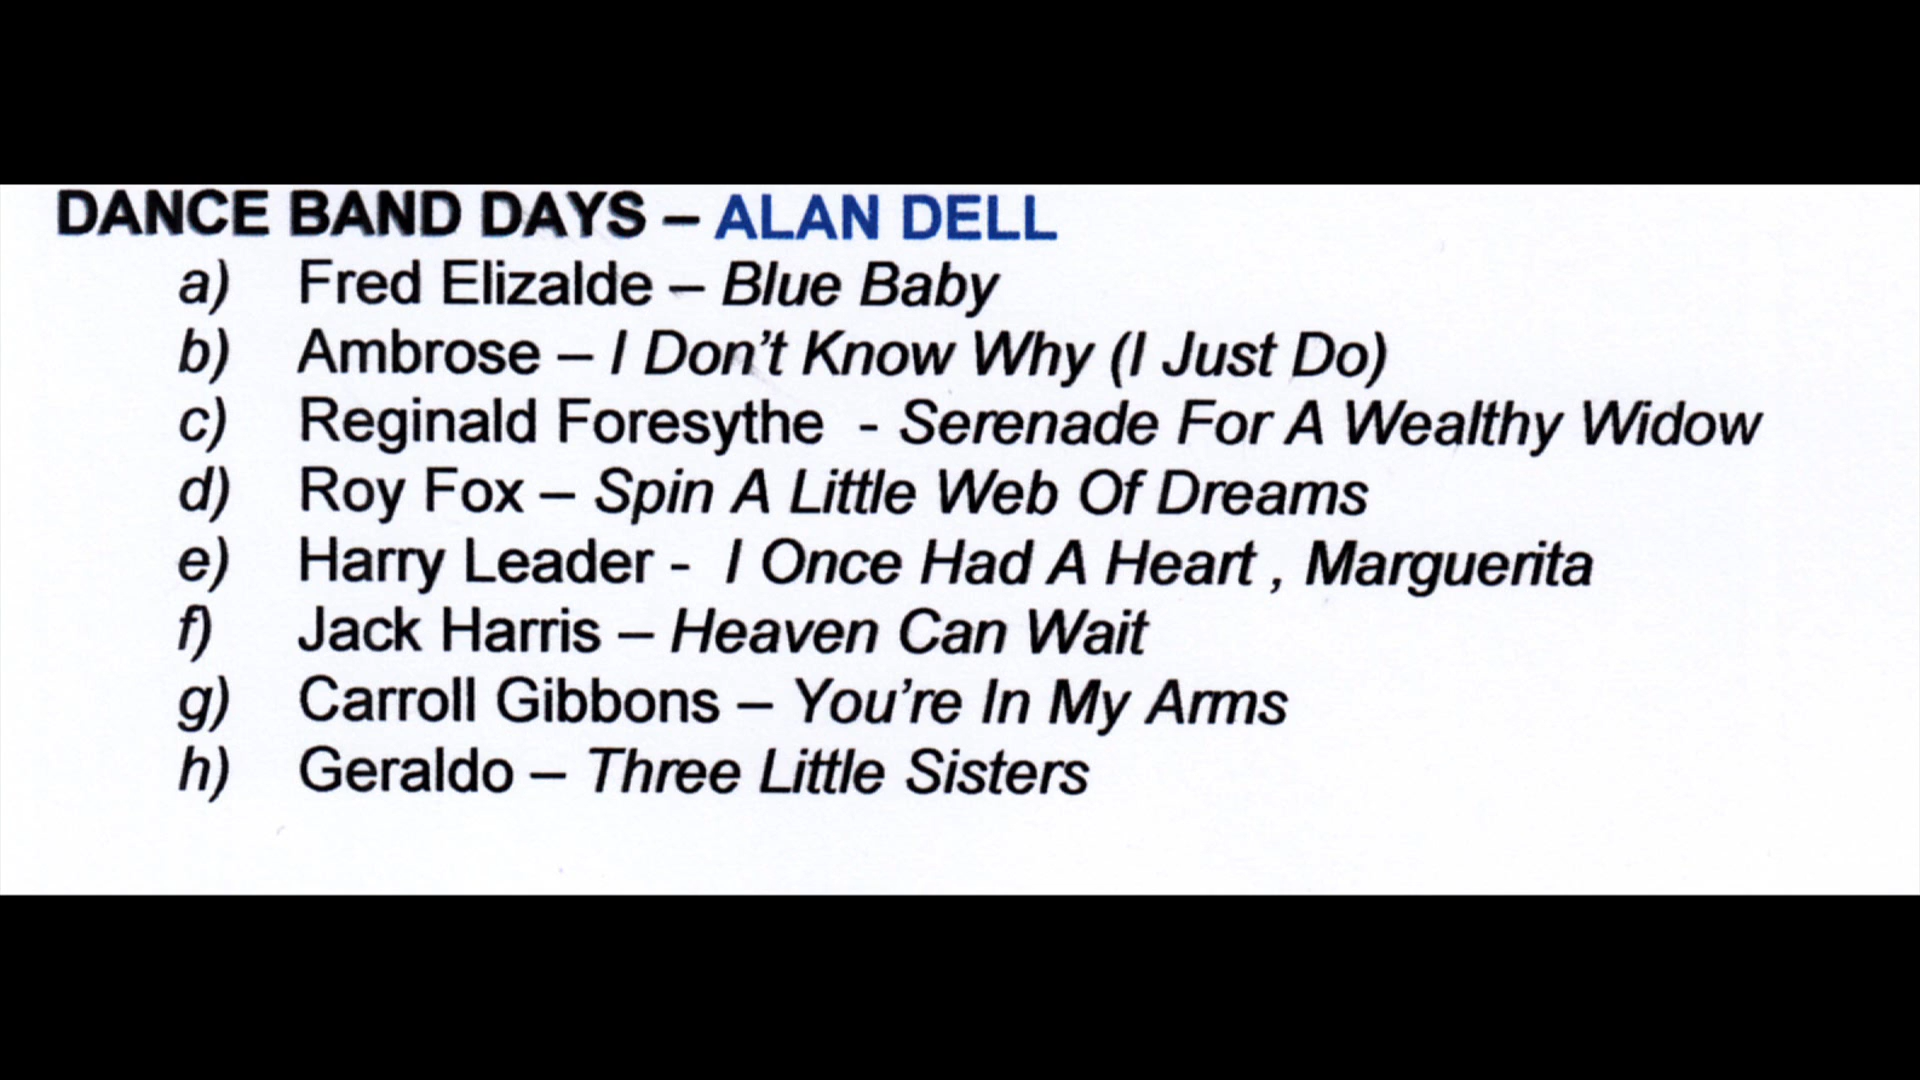 DANCE BAND DAYS – ALAN DELL
a) Fred Elizalde – Blue Baby
b) Ambrose – I Don't Know Why (I Just Do)
c) Reginald Foresythe - Serenade For A Wealthy Widow
d) Roy Fox – Spin A Little Web Of Dreams
e) Harry Leader - I Once Had A Heart , Marguerita
f) Jack Harris – Heaven Can Wait
g) Carroll Gibbons – You're In My Arms
h) Geraldo – Three Little Sisters